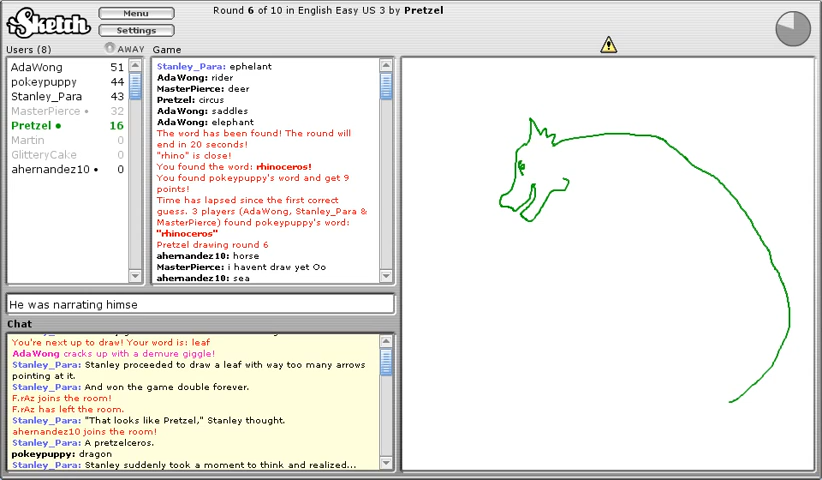 iSketch
Menu
Settings
Round 6 of 10 in English Easy US 3 by Pretzel
Users (8)
AWAY
Game
AdaWong 51
pokeypuppy 44
Stanley_Para 43
MasterPierce • 32
Pretzel • 16
Martin 0
GlitteryCake 0
ahernandez10 • 0
Stanley_Para: ephelant
AdaWong: rider
MasterPierce: deer
Pretzel: circus
AdaWong: saddles
AdaWong: elephant
The word has been found! The round will
end in 20 seconds!
"rhino" is close!
You found the word: rhinoceros!
You found pokeypuppy's word and get 9
points!
Time has lapsed since the first correct
guess. 3 players (AdaWong, Stanley_Para &
MasterPierce) found pokeypuppy's word:
"rhinoceros"
Pretzel drawing round 6
ahernandez10: horse
MasterPierce: i havent draw yet Oo
ahernandez10: sea
He was narrating himse
Chat
You're next up to draw! Your word is: leaf
AdaWong cracks up with a demure giggle!
Stanley_Para: Stanley proceeded to draw a leaf with way too many arrows
pointing at it.
Stanley_Para: And won the game double forever.
F.rAz joins the room!
F.rAz has left the room.
Stanley_Para: "That looks like Pretzel," Stanley thought.
ahernandez10 joins the room!
Stanley_Para: A pretzelceros.
pokeypuppy: dragon
Stanley_Para: Stanley suddenly took a moment to think and realized...